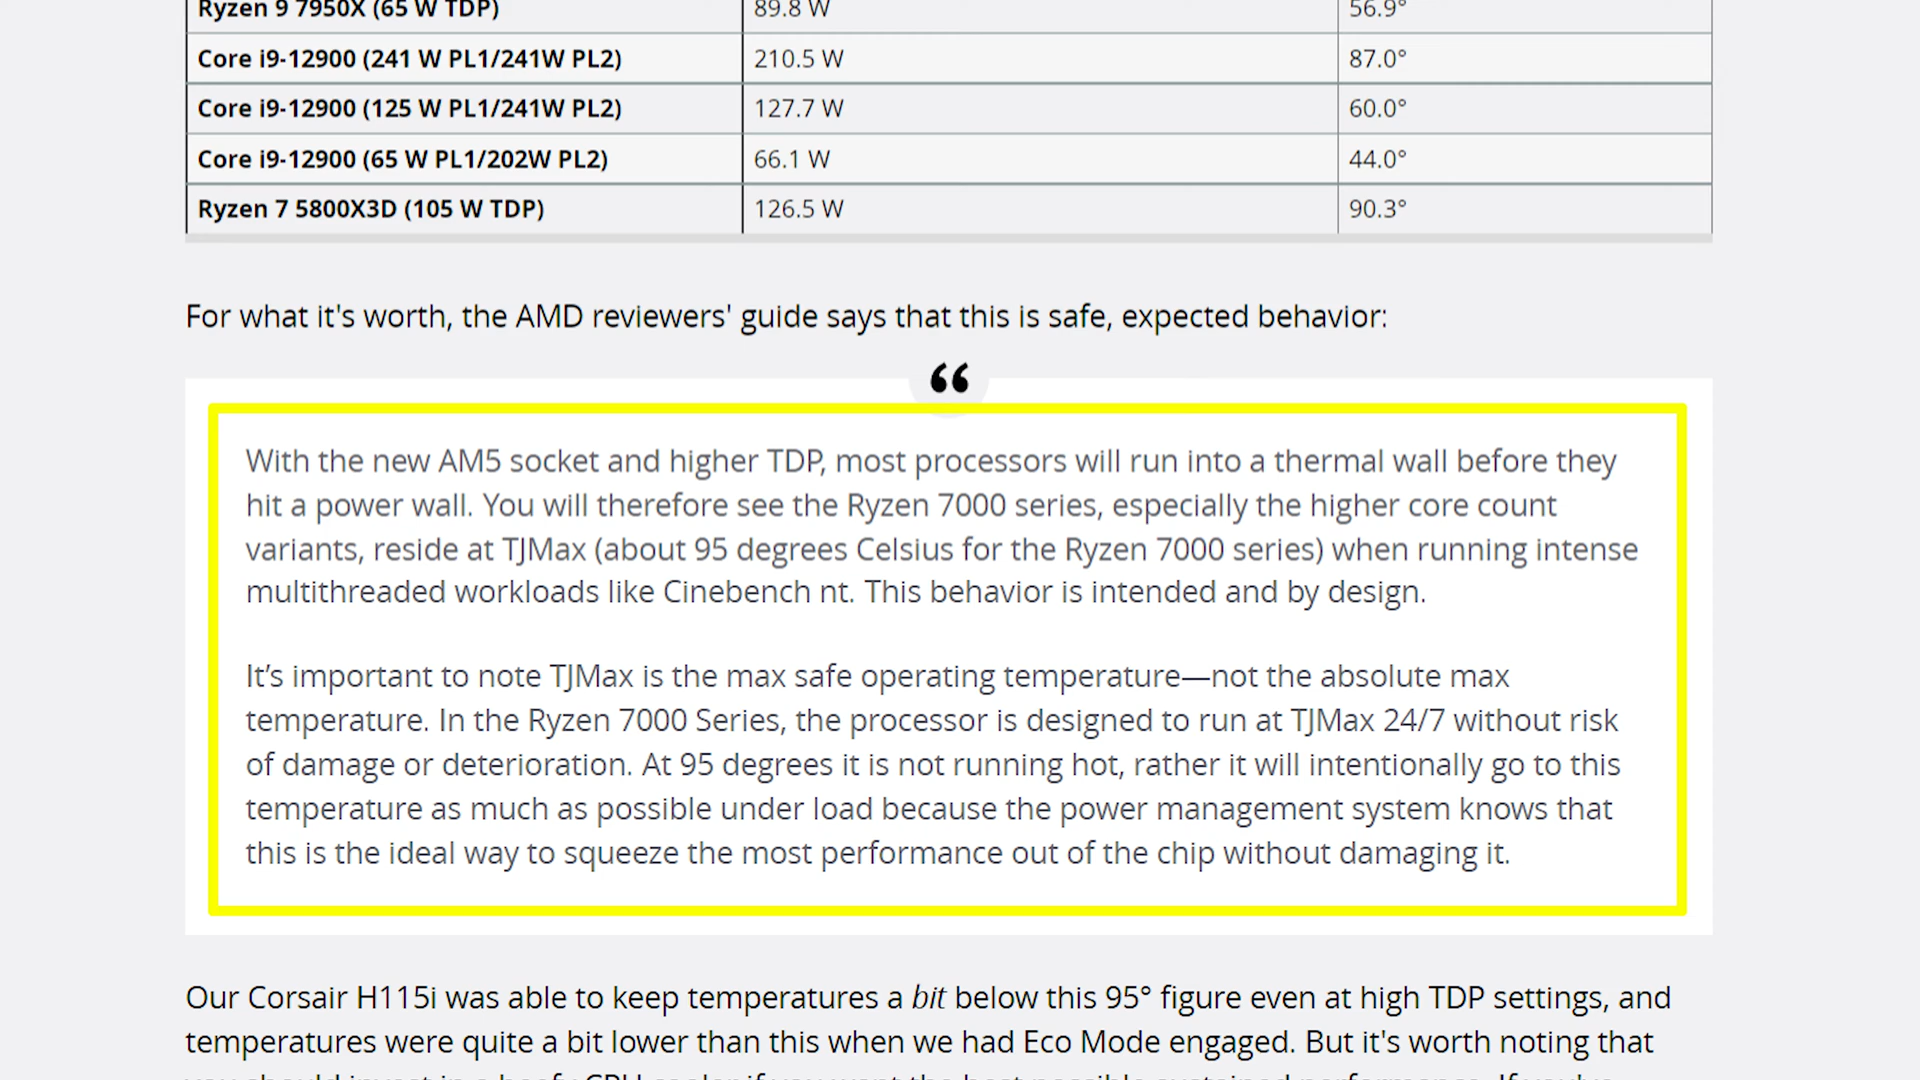 Ryzen 9 7950X (65 W TDP) 89.8 W 56.9°
Core i9-12900 (241 W PL1/241W PL2) 210.5 W 87.0°
Core i9-12900 (125 W PL1/241W PL2) 127.7 W 60.0°
Core i9-12900 (65 W PL1/202W PL2) 66.1 W 44.0°
Ryzen 7 5800X3D (105 W TDP) 126.5 W 90.3°
For what it's worth, the AMD reviewers' guide says that this is safe, expected behavior:
“
With the new AM5 socket and higher TDP, most processors will run into a thermal wall before they
hit a power wall. You will therefore see the Ryzen 7000 series, especially the higher core count
variants, reside at TJMax (about 95 degrees Celsius for the Ryzen 7000 series) when running intense
multithreaded workloads like Cinebench nt. This behavior is intended and by design.
It’s important to note TJMax is the max safe operating temperature—not the absolute max
temperature. In the Ryzen 7000 Series, the processor is designed to run at TJMax 24/7 without risk
of damage or deterioration. At 95 degrees it is not running hot, rather it will intentionally go to this
temperature as much as possible under load because the power management system knows that
this is the ideal way to squeeze the most performance out of the chip without damaging it.
Our Corsair H115i was able to keep temperatures a bit below this 95° figure even at high TDP settings, and
temperatures were quite a bit lower than this when we had Eco Mode engaged. But it's worth noting that